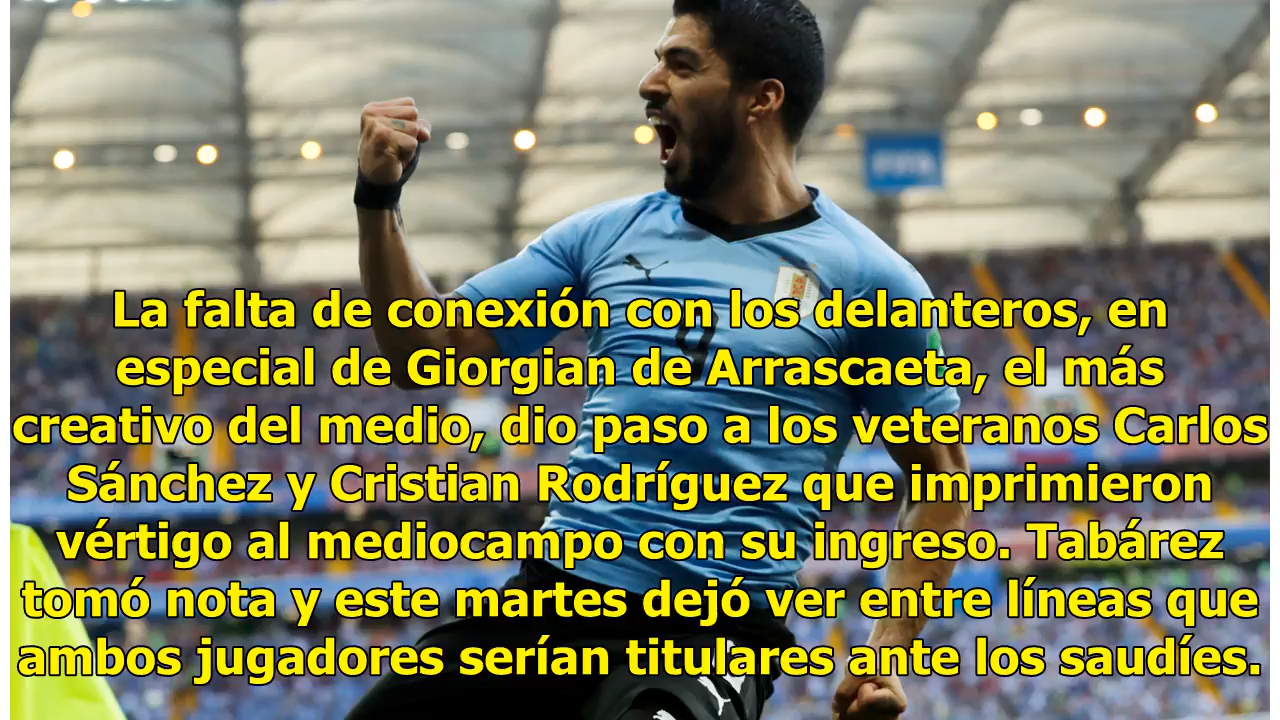 FIFA
9
La falta de conexión con los delanteros, en
especial de Giorgian de Arrascaeta, el más
creativo del medio, dio paso a los veteranos Carlos
Sánchez y Cristian Rodríguez que imprimieron
vértigo al mediocampo con su ingreso. Tabárez
tomó nota y este martes dejó ver entre líneas que
ambos jugadores serían titulares ante los saudíes.